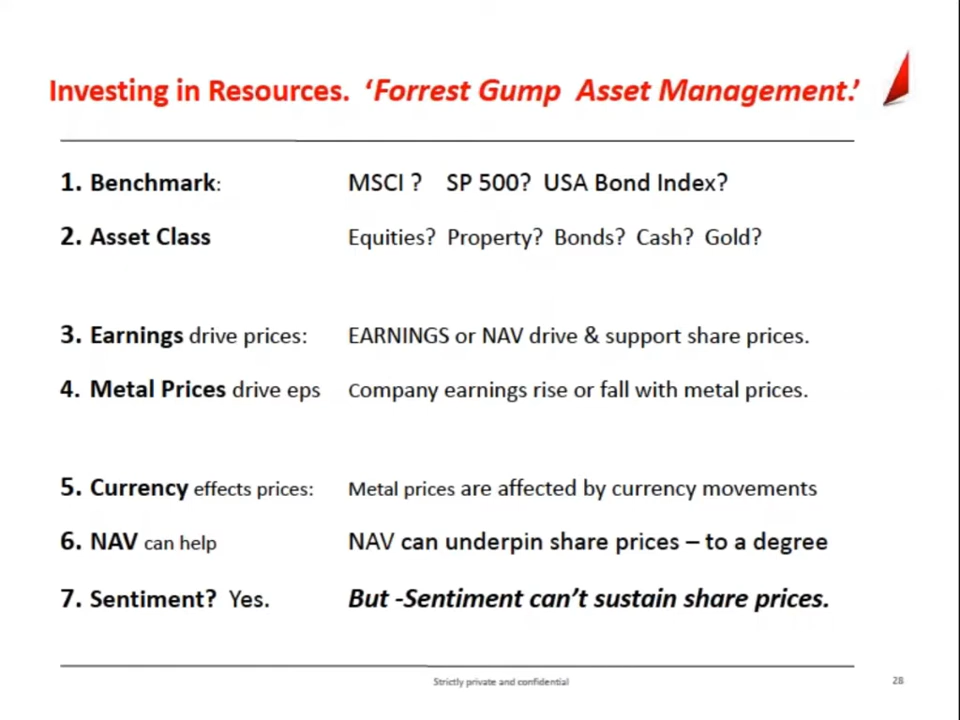 Investing in Resources. ‘Forrest Gump Asset Management.’
1. Benchmark: MSCI ? SP 500? USA Bond Index?
2. Asset Class Equities? Property? Bonds? Cash? Gold?
3. Earnings drive prices: EARNINGS or NAV drive & support share prices.
4. Metal Prices drive eps Company earnings rise or fall with metal prices.
5. Currency effects prices: Metal prices are affected by currency movements
6. NAV can help NAV can underpin share prices – to a degree
7. Sentiment? Yes. But -Sentiment can’t sustain share prices.
Strictly private and confidential 28